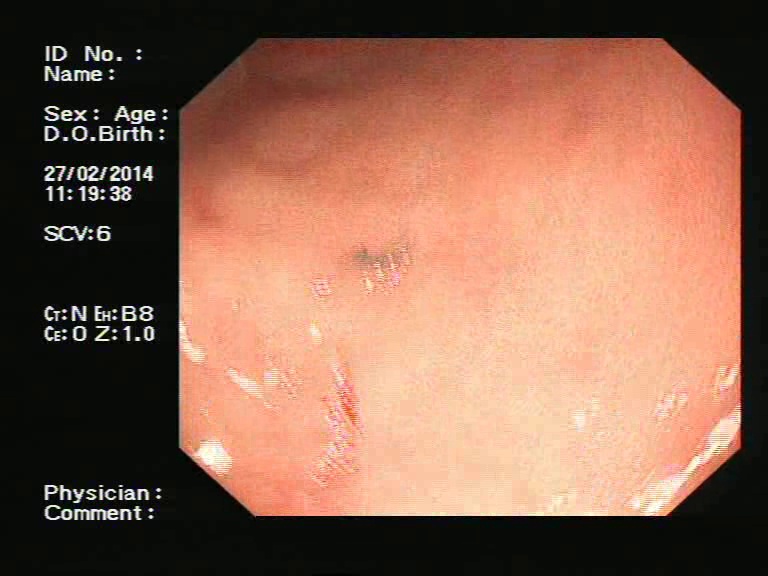 ID No. :
Name :
Sex : Age :
D.O.Birth :
27/02/2014
11:19:38
SCV:6
CT:N EH:B8
CE:0 Z:1.0
Physician :
Comment :